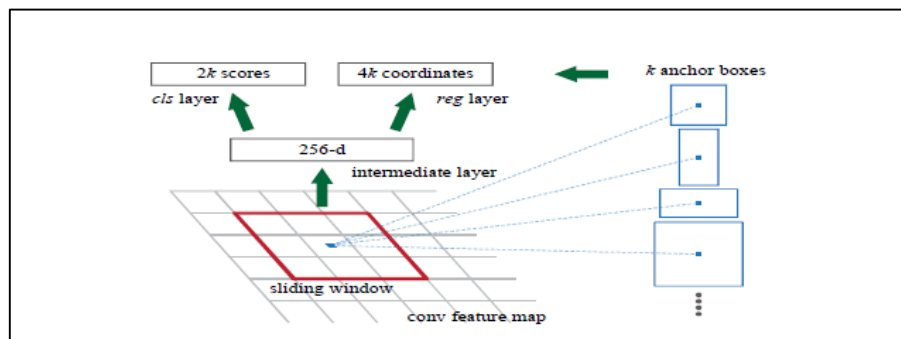 2k scores
4k coordinates
k anchor boxes
cls layer
reg layer
256-d
intermediate layer
sliding window
conv feature map